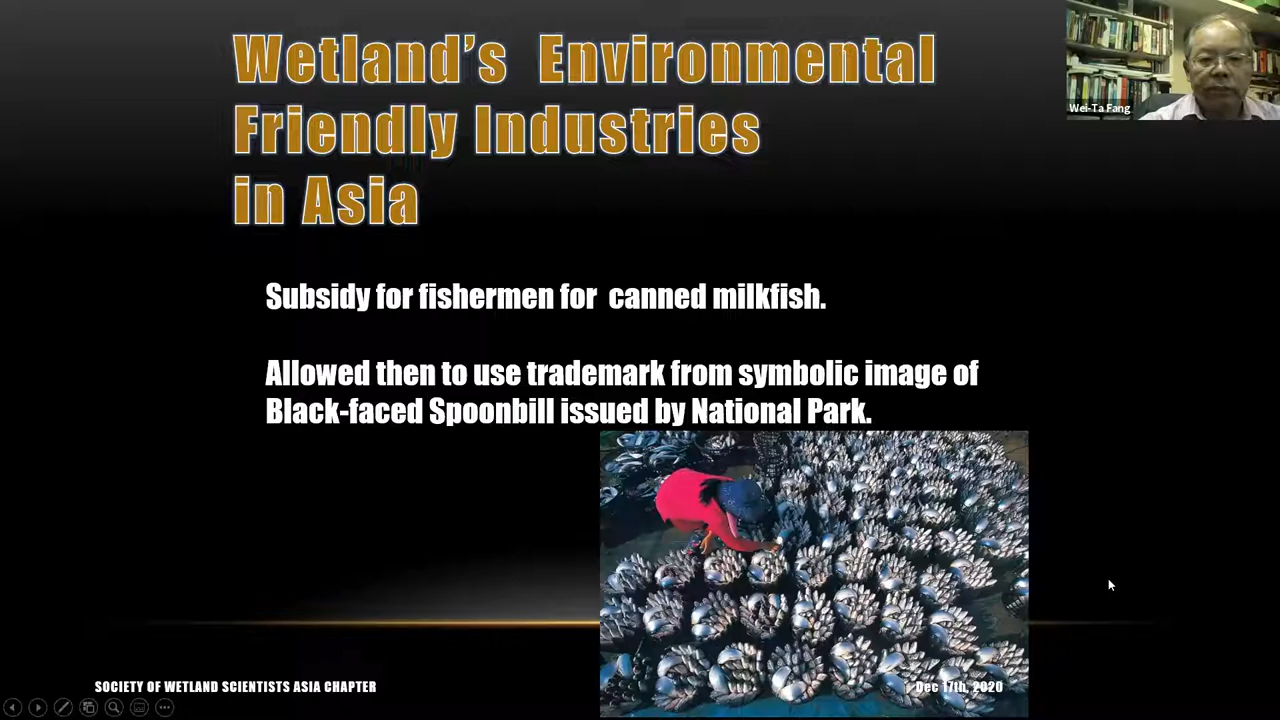 Wetland's Environmental
Friendly Industries
in Asia
Wei-Ta Fang
Subsidy for fishermen for canned milkfish.
Allowed then to use trademark from symbolic image of
Black-faced Spoonbill issued by National Park.
SOCIETY OF WETLAND SCIENTISTS ASIA CHAPTER
Dec 17th, 2020